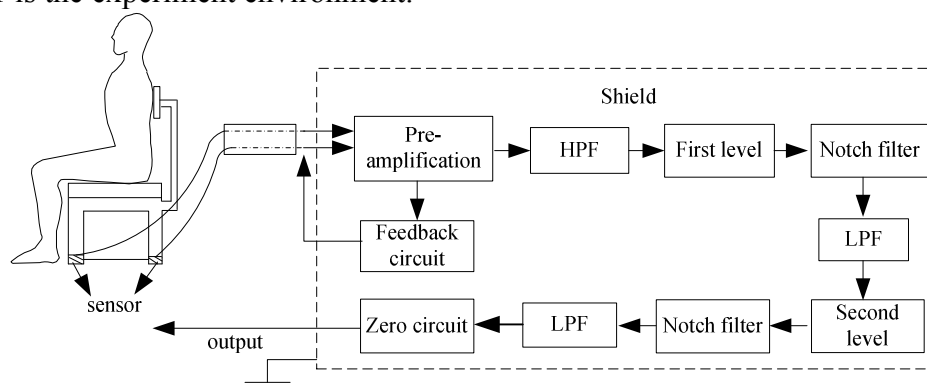 is the experiment environment.
Shield
Pre-
amplification
HPF
First level
Notch filter
Feedback
circuit
LPF
sensor
output
Zero circuit
LPF
Notch filter
Second
level